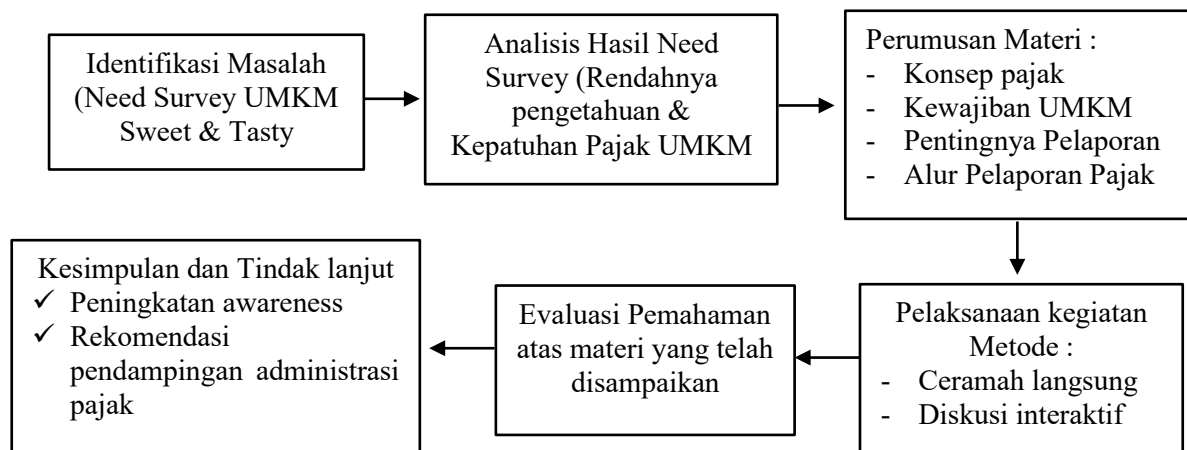 Identifikasi Masalah
(Need Survey UMKM
Sweet & Tasty
Analisis Hasil Need
Survey (Rendahnya
pengetahuan &
Kepatuhan Pajak UMKM
Perumusan Materi :
- Konsep pajak
- Kewajiban UMKM
- Pentingnya Pelaporan
- Alur Pelaporan Pajak
Pelaksanaan kegiatan
Metode :
- Ceramah langsung
- Diskusi interaktif
Evaluasi Pemahaman
atas materi yang telah
disampaikan
Kesimpulan dan Tindak lanjut
✓ Peningkatan awareness
✓ Rekomendasi
pendampingan administrasi
pajak